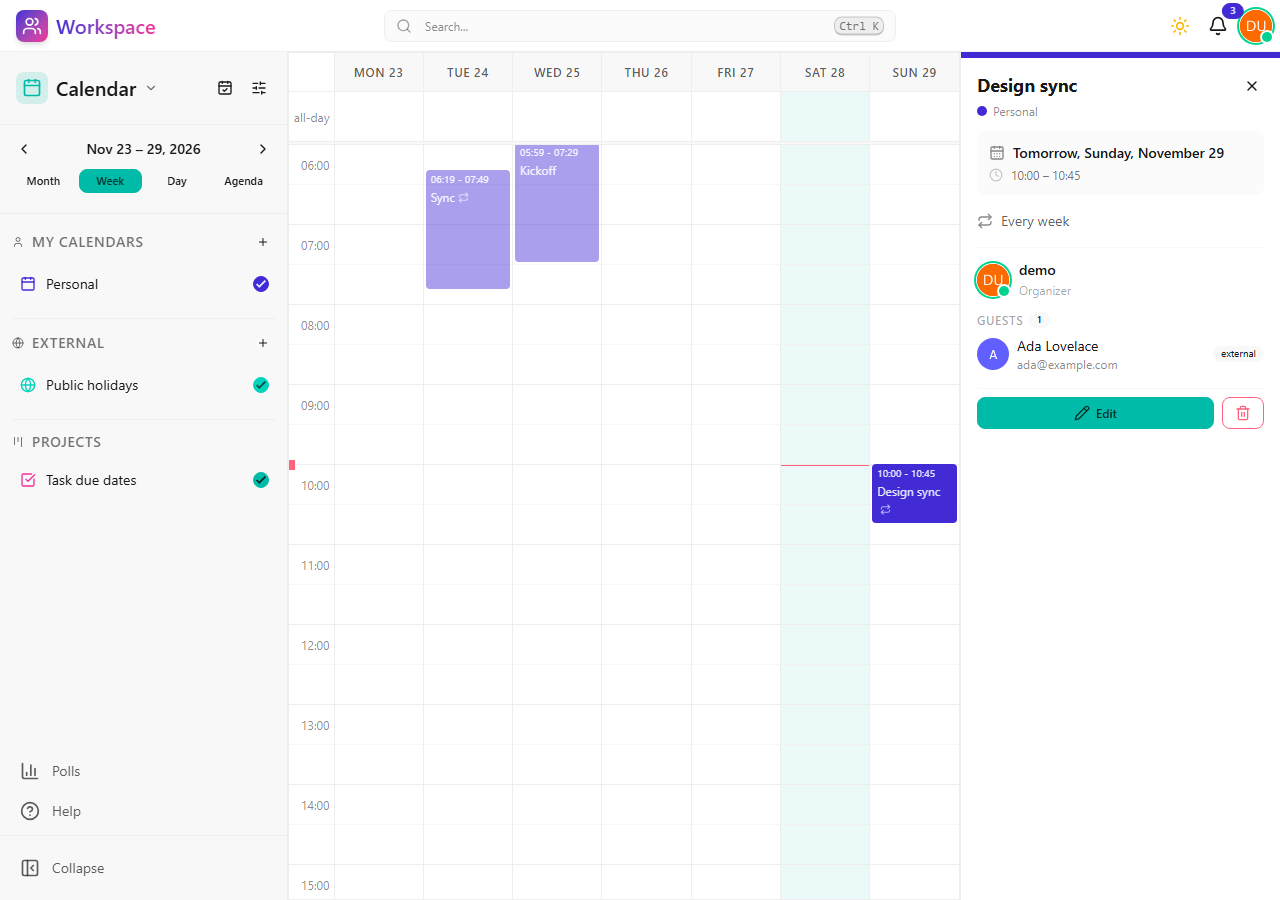 Workspace
Search...
Ctrl K
3
DU
Calendar
Nov 23 – 29, 2026
Month
Week
Day
Agenda
MY CALENDARS
Personal
EXTERNAL
Public holidays
PROJECTS
Task due dates
Polls
Help
Collapse
MON 23
TUE 24
WED 25
THU 26
FRI 27
SAT 28
SUN 29
all-day
06:00
07:00
08:00
09:00
10:00
11:00
12:00
13:00
14:00
15:00
06:19 - 07:49
Sync
05:59 - 07:29
Kickoff
10:00 - 10:45
Design sync
Design sync
Personal
Tomorrow, Sunday, November 29
10:00 – 10:45
Every week
DU
demo
Organizer
GUESTS 1
A
Ada Lovelace
ada@example.com
external
Edit